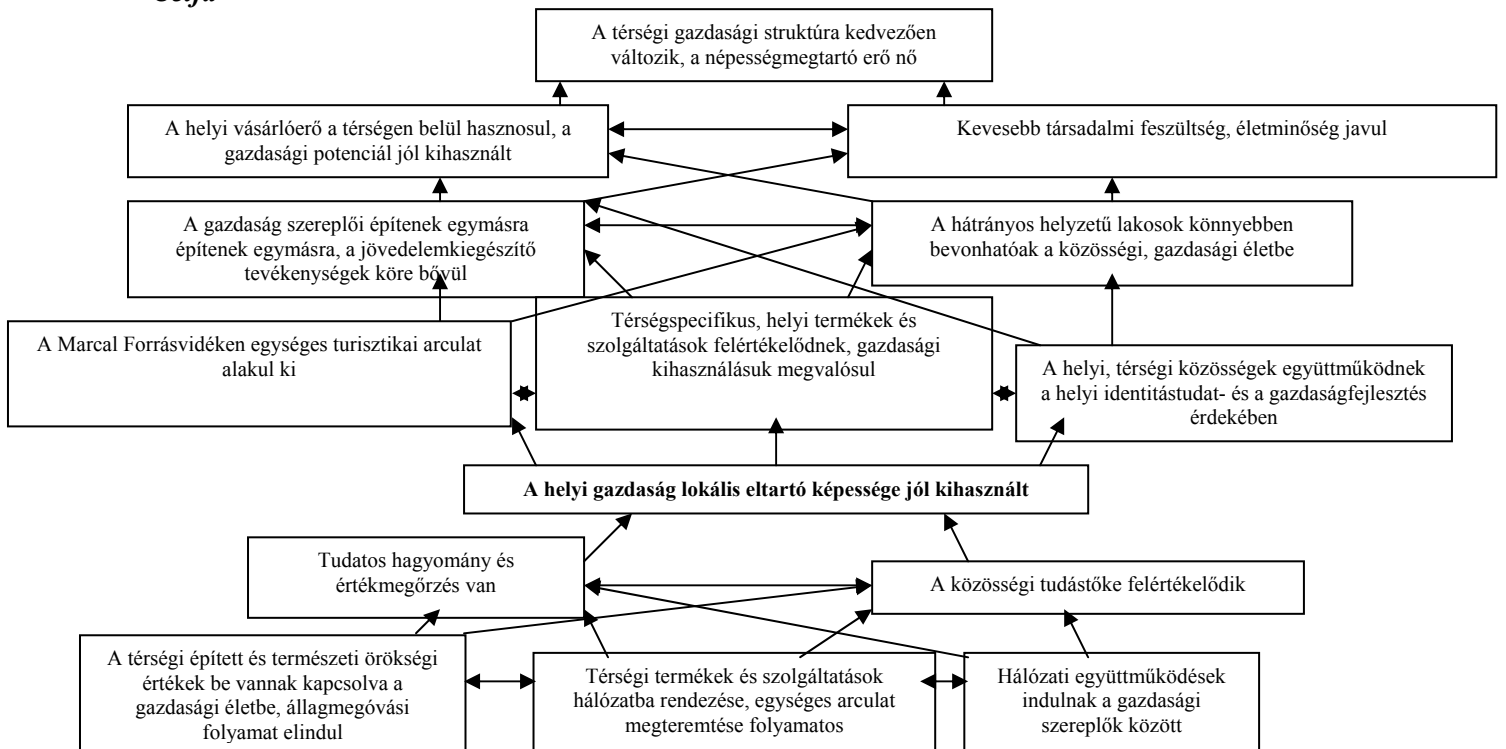 Célfa
A térségi gazdasági struktúra kedvezően
változik, a népességmegtartó erő nő
A helyi vásárlóerő a térségen belül hasznosul, a
gazdasági potenciál jól kihasznált
Kevesebb társadalmi feszültség, életminőség javul
A gazdaság szereplői építenek egymásra
építenek egymásra, a jövedelemkiegészítő
tevékenységek köre bővül
A hátrányos helyzetű lakosok könnyebben
bevonhatóak a közösségi, gazdasági életbe
A Marcal Forrásvidéken egységes turisztikai arculat
alakul ki
Térségspecifikus, helyi termékek és
szolgáltatások felértékelődnek, gazdasági
kihasználásuk megvalósul
A helyi, térségi közösségek együttműködnek
a helyi identitástudat- és a gazdaságfejlesztés
érdekében
A helyi gazdaság lokális eltartó képessége jól kihasznált
Tudatos hagyomány és
értékmegőrzés van
A közösségi tudástőke felértékelődik
A térségi épített és természeti örökségi
értékek be vannak kapcsolva a
gazdasági életbe, állagmegóvási
folyamat elindul
Térségi termékek és szolgáltatások
hálózatba rendezése, egységes arculat
megteremtése folyamatos
Hálózati együttműködések
indulnak a gazdasági
szereplők között